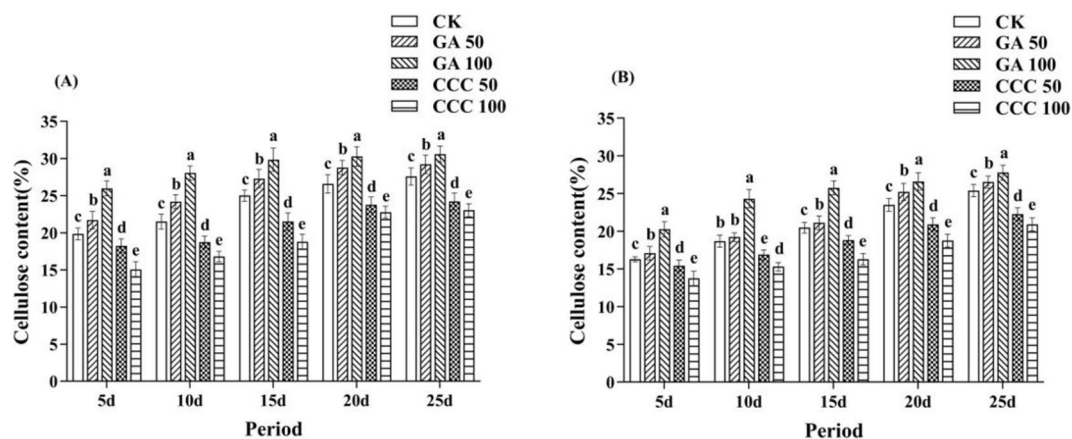 CK
GA 50
GA 100
CCC 50
CCC 100
(A)
Cellulose content(%)
35
30
25
20
15
10
5
0
c b a d e
c b a d e
c b a d e
c b a d e
c b a d e
5d 10d 15d 20d 25d
Period
CK
GA 50
GA 100
CCC 50
CCC 100
(B)
Cellulose content(%)
35
30
25
20
15
10
5
0
c b a d e
b b a e d
c b a d e
c b a d e
c b a d e
5d 10d 15d 20d 25d
Period